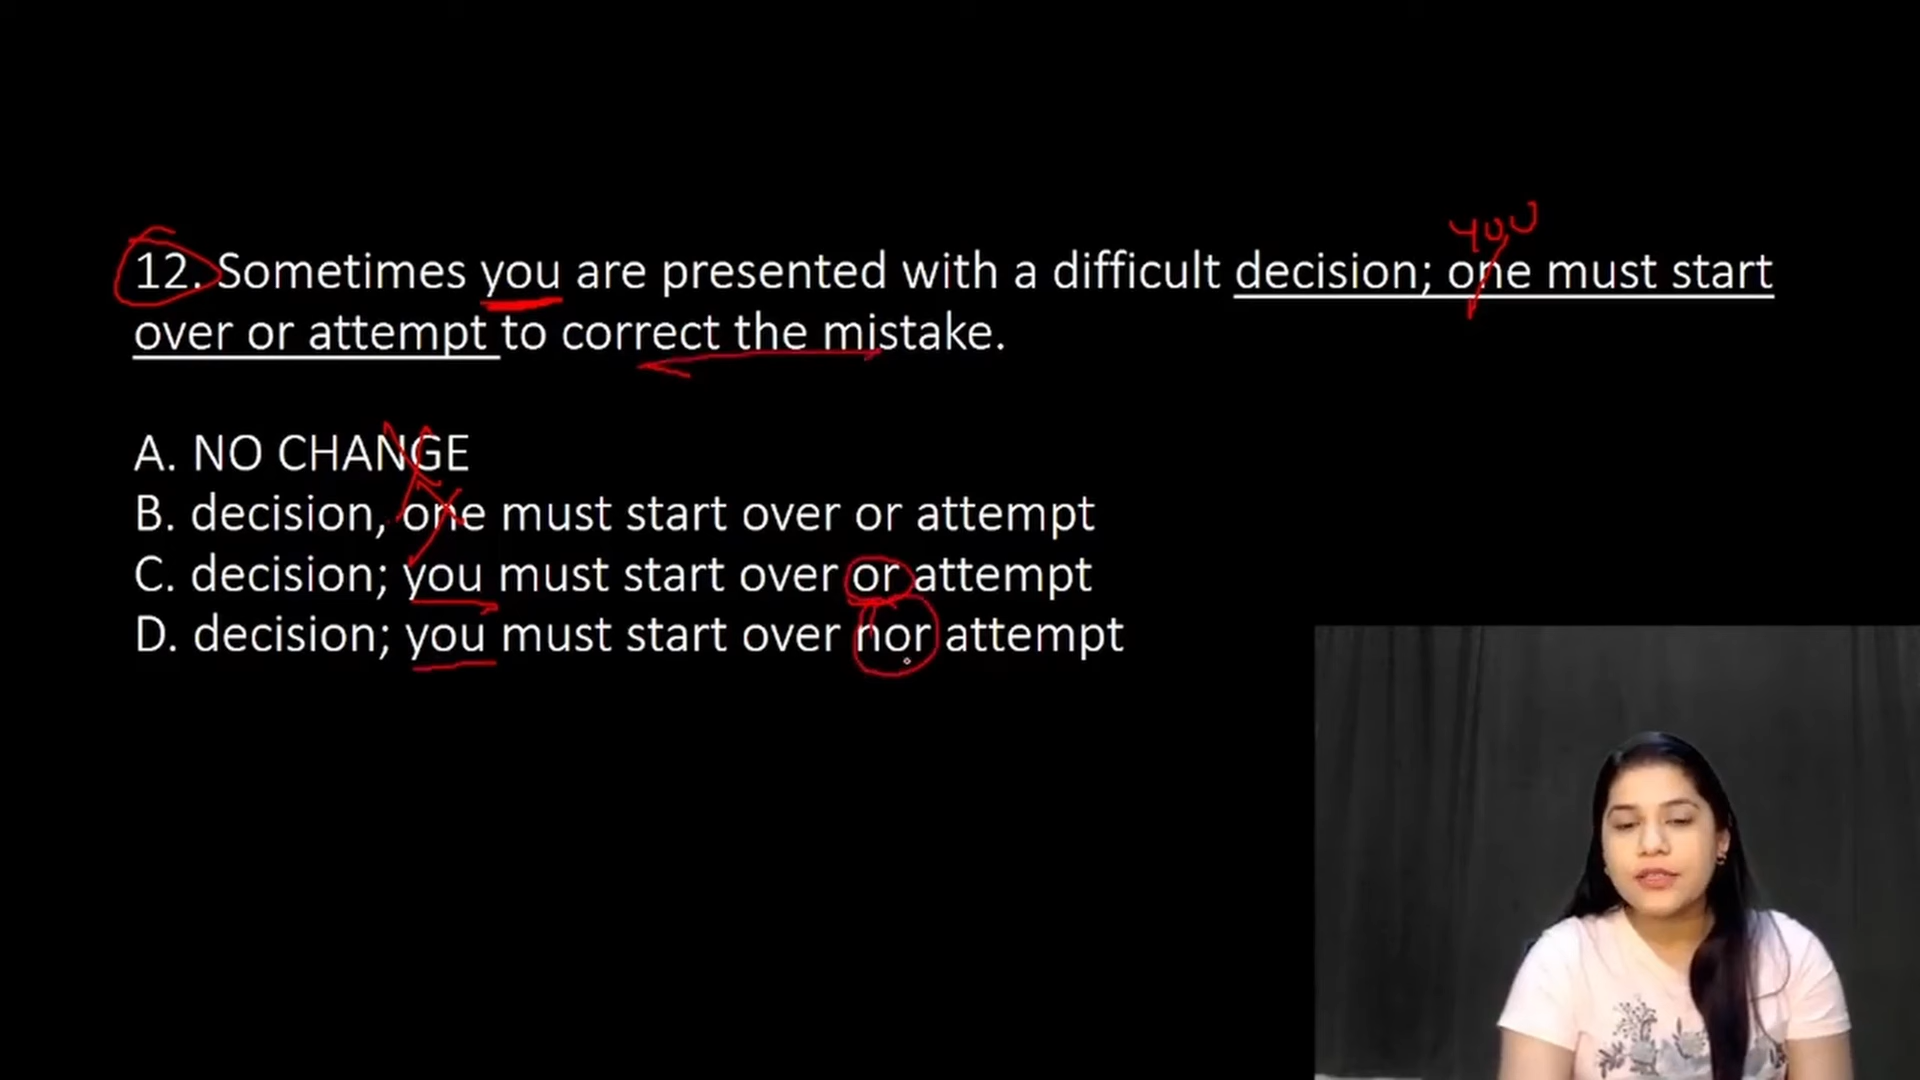 you
12. Sometimes you are presented with a difficult decision; one must start
over or attempt to correct the mistake.
A. NO CHANGE
B. decision, one must start over or attempt
C. decision; you must start over or attempt
D. decision; you must start over nor attempt